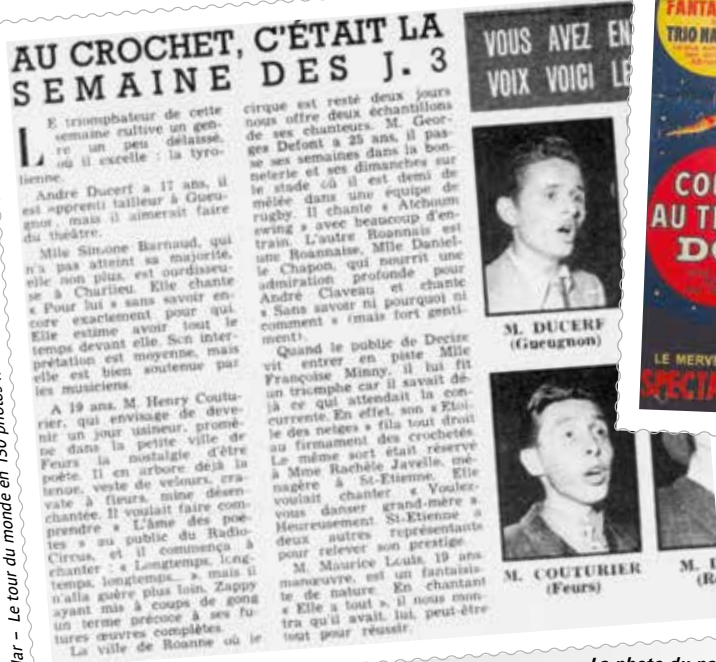 AU CROCHET, C'ÉTAIT LA
SEMAINE DES J. 3
LE triomphateur de cette
semaine cultive un gen-
re un peu délaissé,
où il excelle : la tyro-
lienne.
André Ducerf a 17 ans, il
est apprenti tailleur à Gueu-
gnon, mais il aimerait faire
du théâtre.
Mlle Simone Barnaud, qui
n'a pas atteint sa majorité,
elle non plus, est ourdisseu-
se à Charlieu. Elle chante
« Pour lui » sans savoir en-
core exactement pour qui.
Elle estime avoir tout le
temps devant elle. Son inter-
prétation est moyenne, mais
elle est bien soutenue par
les musiciens.
A 19 ans, M. Henry Coutu-
rier, qui envisage de deve-
nir un jour usineur, promè-
ne dans la petite ville de
Feurs la nostalgie d'être
poète. Il en arbore déjà la
tenue, veste de velours, cra-
vate à fleurs, mine désen-
chantée. Il voulait faire com-
prendre « L'âme des poè-
tes » au public du Radio-
Circus, et il commença à
chanter : « Longtemps, long-
temps, longtemps... », mais il
n'alla guère plus loin, Zappy
ayant mis à coups de gong
un terme précoce à ses fu-
tures œuvres complètes.
La ville de Roanne où le
cirque est resté deux jours
nous offre deux échantillons
de ses chanteurs. M. Geor-
ges Defont a 25 ans, il pas-
se ses semaines dans la bon-
neterie et ses dimanches sur
le stade où il est demi de
mêlée dans une équipe de
rugby. Il chante « Atchoum
swing » avec beaucoup d'en-
train. L'autre Roannais est
une Roannaise, Mlle Daniel-
le Chapon, qui nourrit une
admiration profonde pour
André Claveau et chante
« Sans savoir ni pourquoi ni
comment » (mais fort genti-
ment).
Quand le public de Decize
vit entrer en piste Mlle
Françoise Minny, il lui fit
un triomphe car il savait dé-
jà ce qui attendait la con-
currente. En effet, son « Etoi-
le des neiges » fila tout droit
au firmament des crochetés.
Le même sort était réservé
à Mme Rachèle Javelle, mé-
nagère à St-Etienne. Elle
voulait chanter « Voulez-
vous danser grand-mère ».
Heureusement, St-Etienne a
deux autres représentants
pour relever son prestige.
M. Maurice Louis, 19 ans
manœuvre, est un fantaisis-
te de nature. En chantant
« Elle a tout », il nous mon-
tra qu'il avait, lui, peut-être
tout pour réussir.
VOUS AVEZ EN
VOIX VOICI LE
M. DUCERF
(Gueugnon)
M. COUTURIER
(Feurs)
M. 
(R
FANTA
TRIO HA
CO
AU T
DO
LE MERV
SPECTA
lar – Le tour du monde en 150 photos ».
La photo du